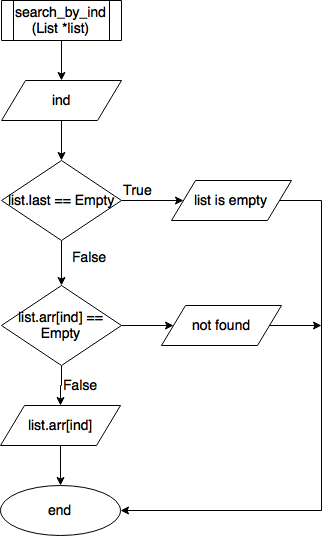 search_by_ind
(List *list)
ind
list.last == Empty
True
list is empty
False
list.arr[ind] ==
Empty
not found
False
list.arr[ind]
end